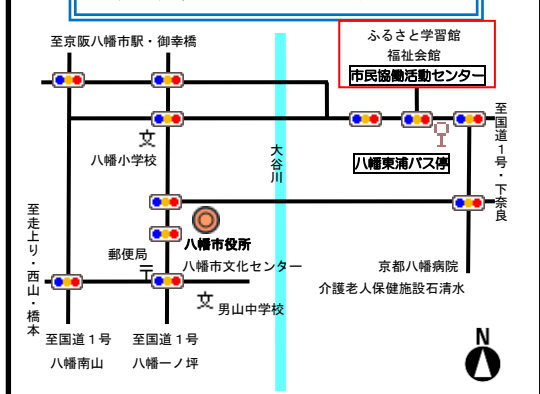 至京阪八幡市駅・御幸橋
ふるさと学習館
福祉会館
市民協働活動センター
八幡小学校
大谷川
八幡東浦バス停
至国道1号・下奈良
至走上り・西山・橋本
八幡市役所
郵便局
八幡市文化センター
京都八幡病院
介護老人保健施設石清水
男山中学校
至国道1号
八幡南山
至国道1号
八幡一ノ坪
N